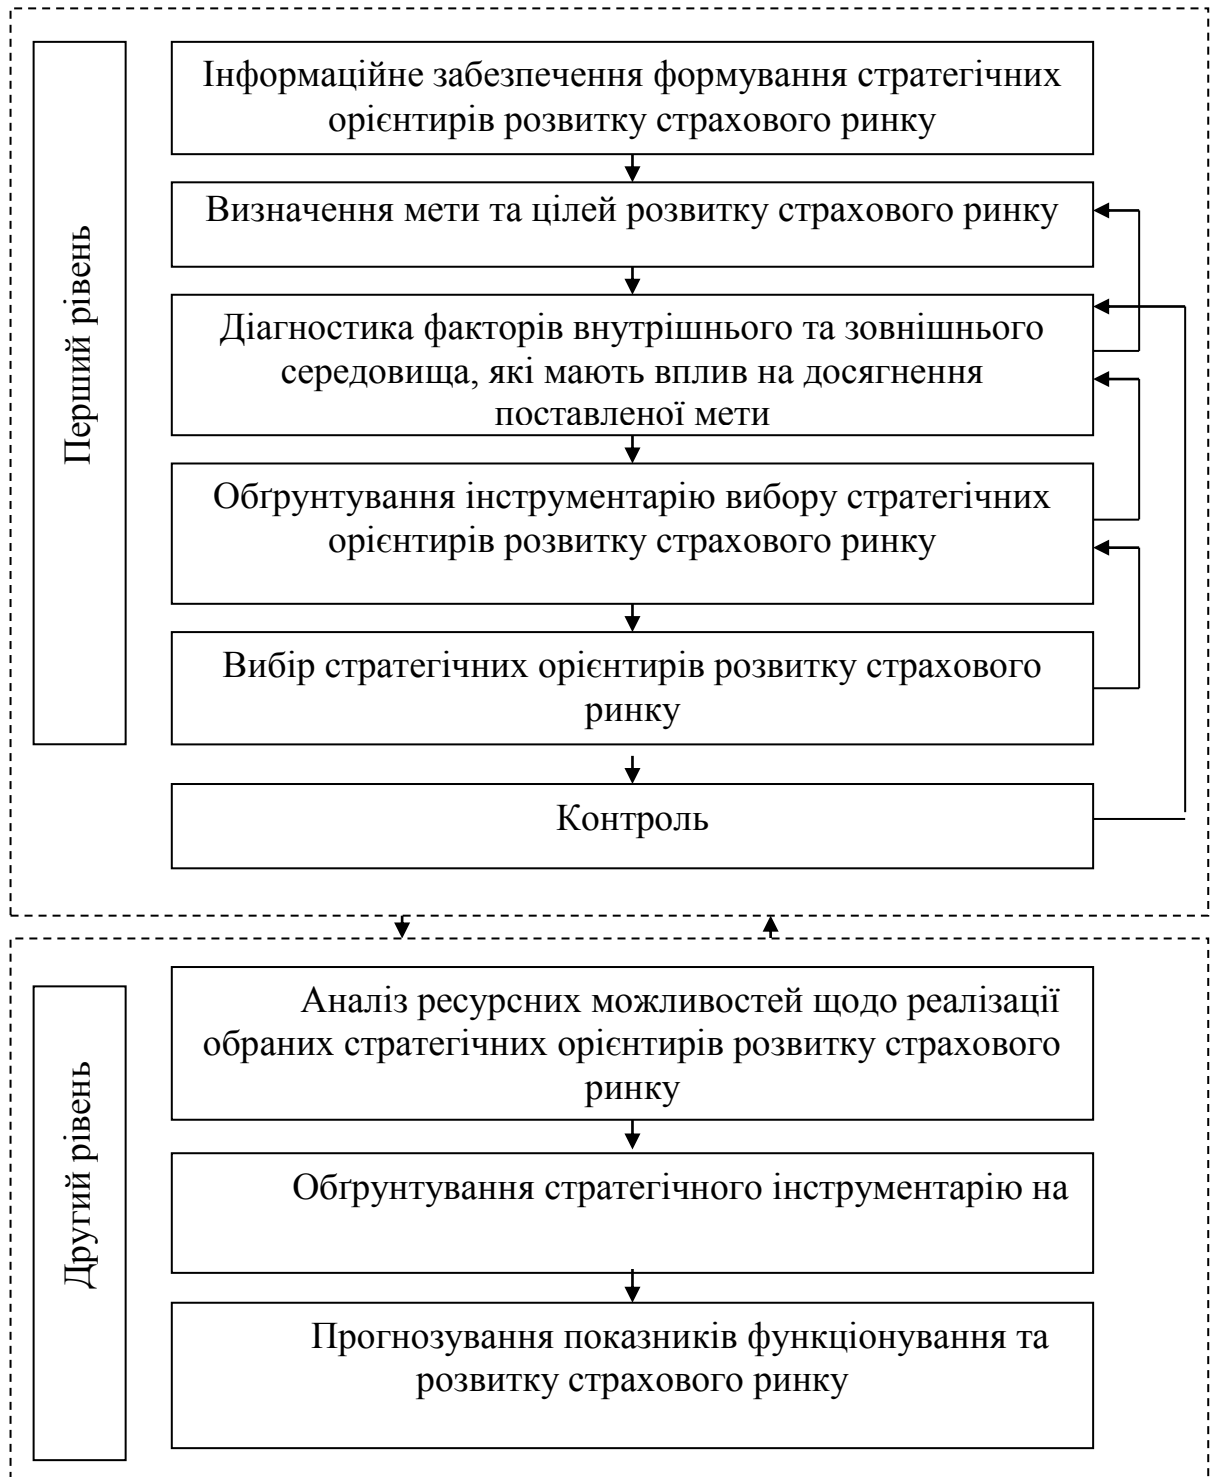 Перший рівень
Інформаційне забезпечення формування стратегічних
орієнтирів розвитку страхового ринку
Визначення мети та цілей розвитку страхового ринку
Діагностика факторів внутрішнього та зовнішнього
середовища, які мають вплив на досягнення
поставленої мети
Обґрунтування інструментарію вибору стратегічних
орієнтирів розвитку страхового ринку
Вибір стратегічних орієнтирів розвитку страхового
ринку
Контроль
Другий рівень
Аналіз ресурсних можливостей щодо реалізації
обраних стратегічних орієнтирів розвитку страхового
ринку
Обґрунтування стратегічного інструментарію на
Прогнозування показників функціонування та
розвитку страхового ринку